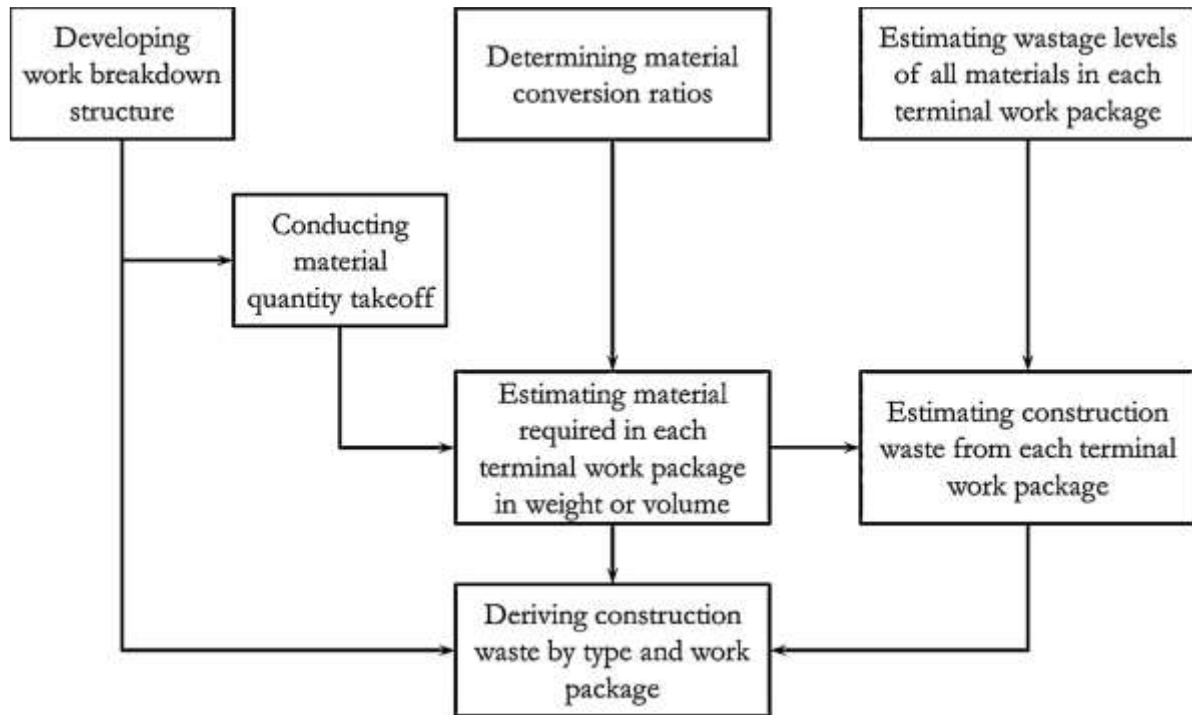 Developing
work breakdown
structure
Determining material
conversion ratios
Estimating wastage levels
of all materials in each
terminal work package
Conducting
material
quantity takeoff
Estimating material
required in each
terminal work package
in weight or volume
Estimating construction
waste from each terminal
work package
Deriving construction
waste by type and work
package